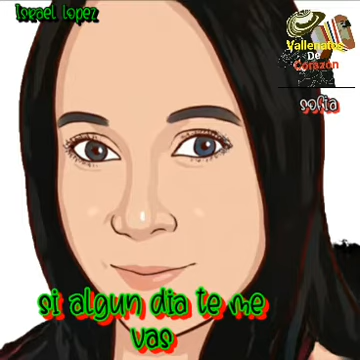 Israel lopez
Vallenatos
De
Corazón
sofia
si algun dia te me
vas